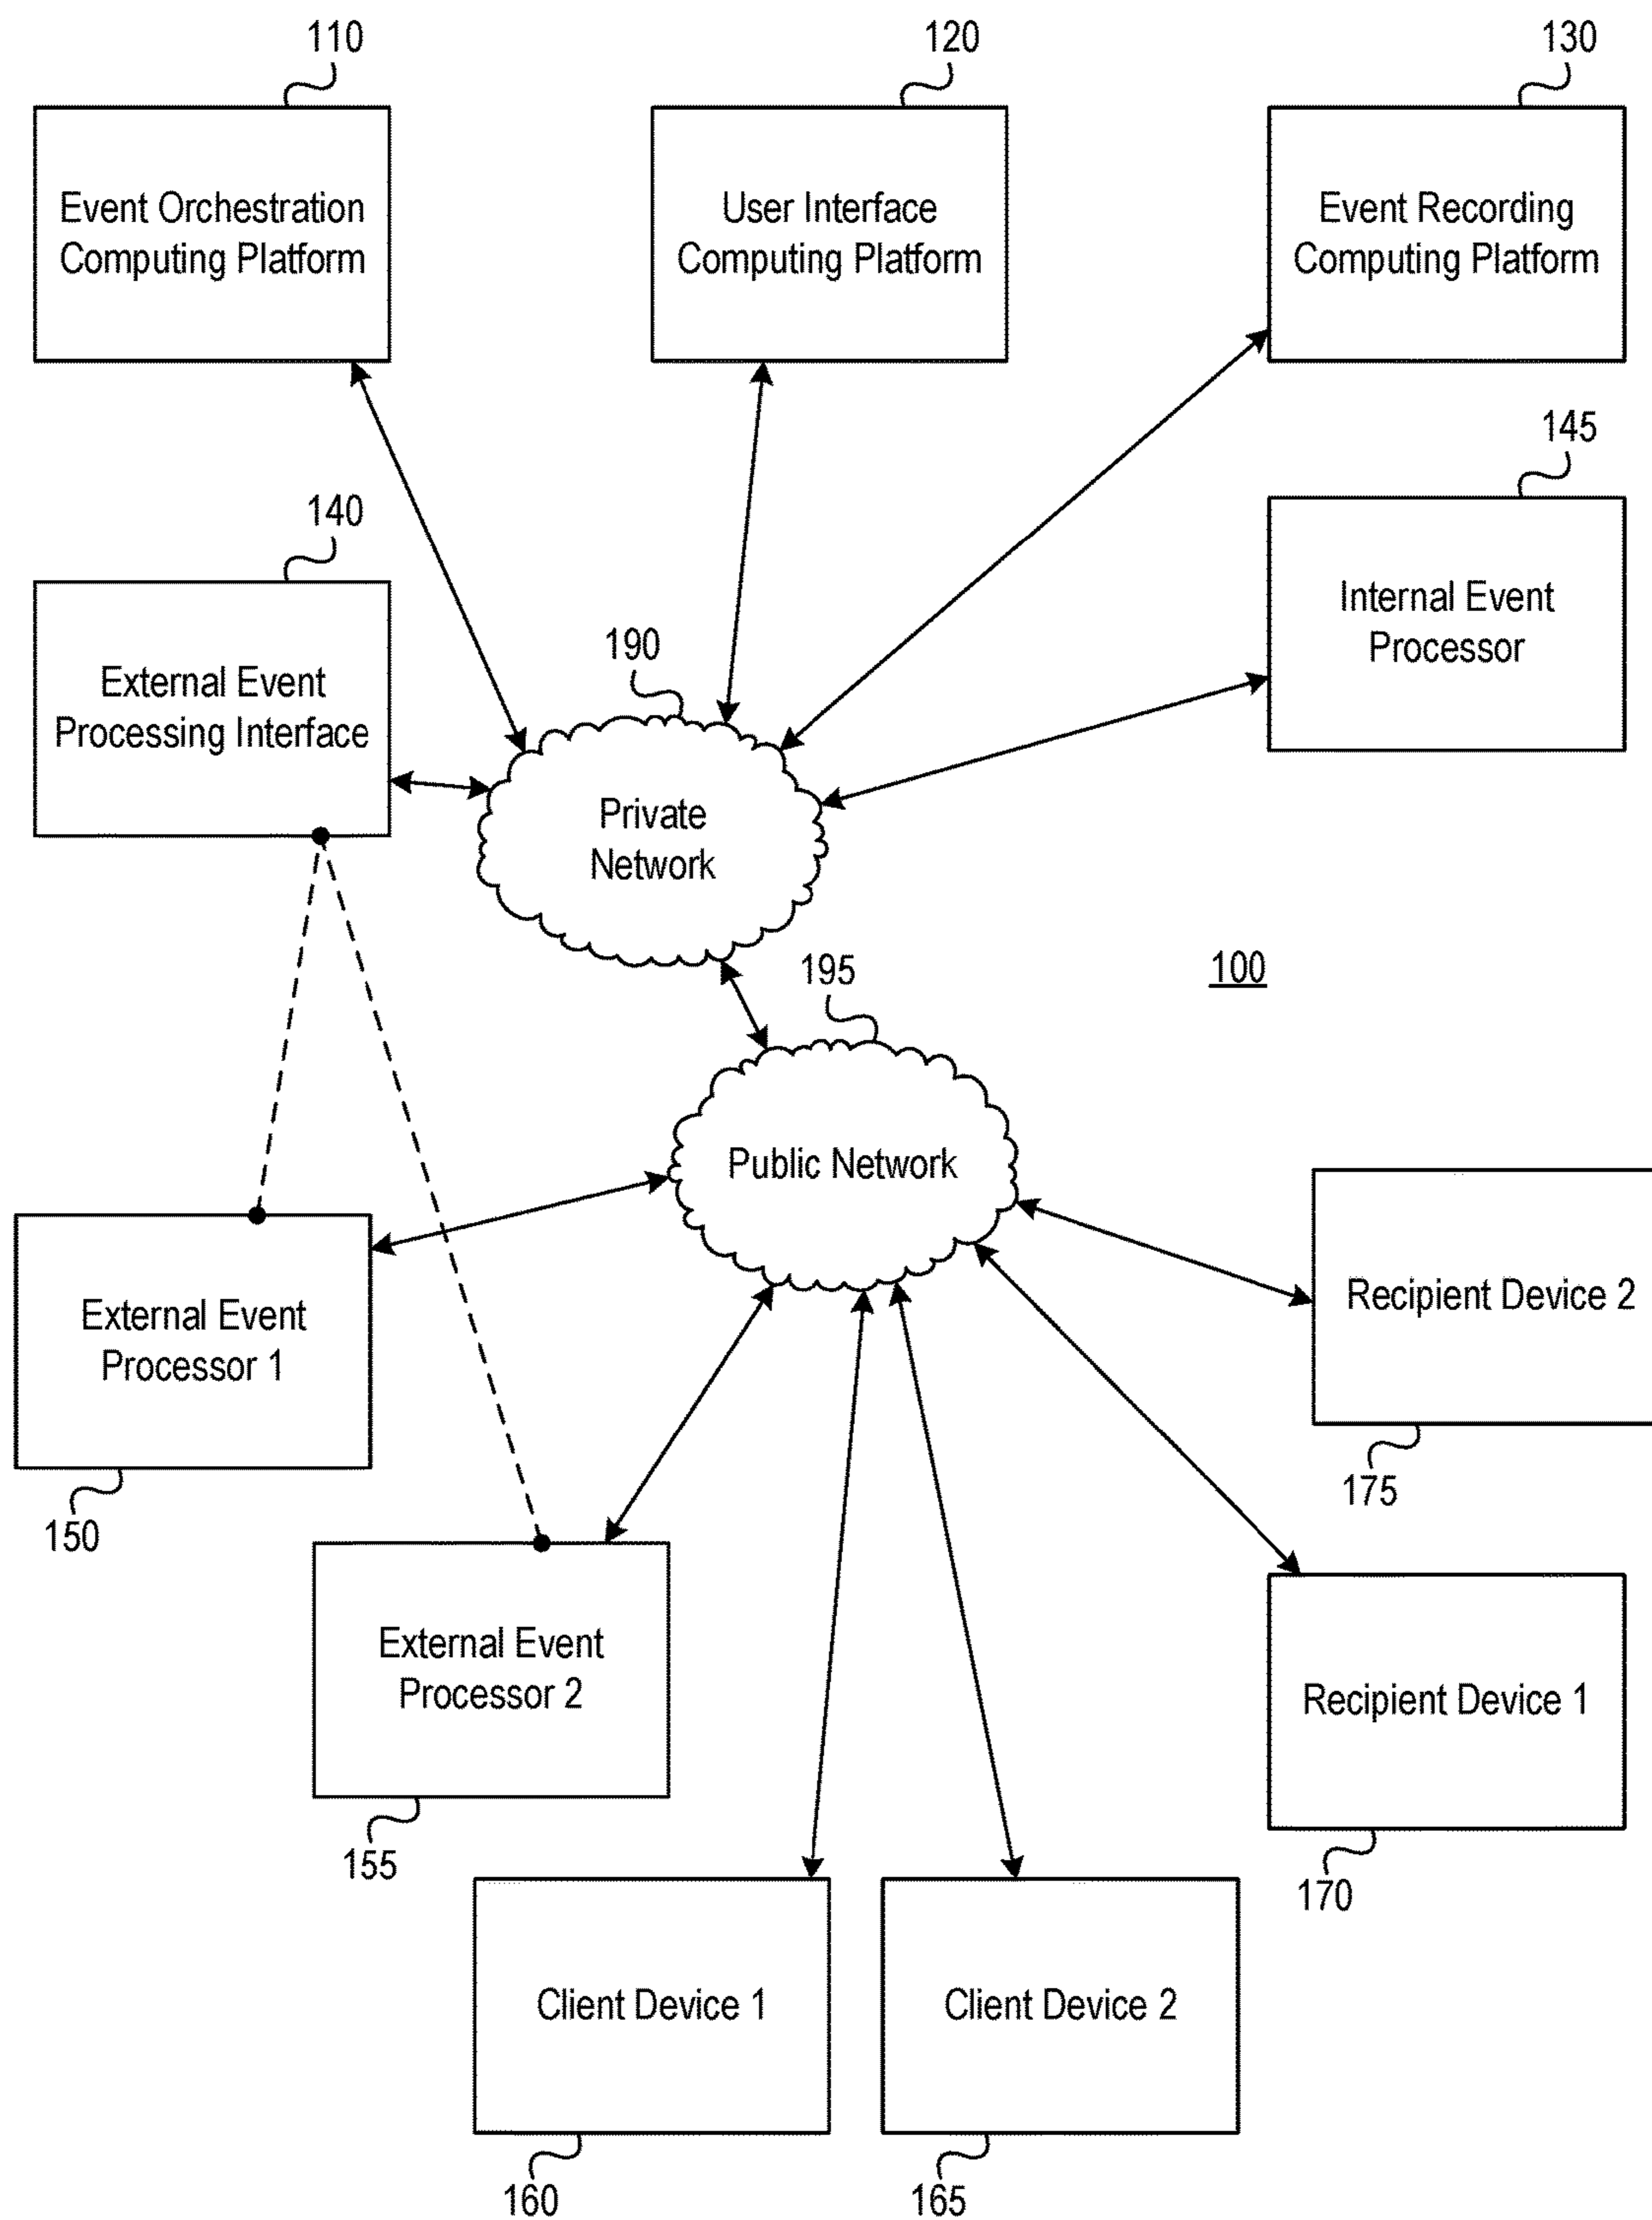 110
120
130
Event Orchestration
Computing Platform
User Interface
Computing Platform
Event Recording
Computing Platform
145
140
Internal Event
Processor
External Event
Processing Interface
190
Private
Network
100
195
Public Network
Recipient Device 2
175
External Event
Processor 1
150
External Event
Processor 2
155
Recipient Device 1
170
Client Device 1
Client Device 2
160
165